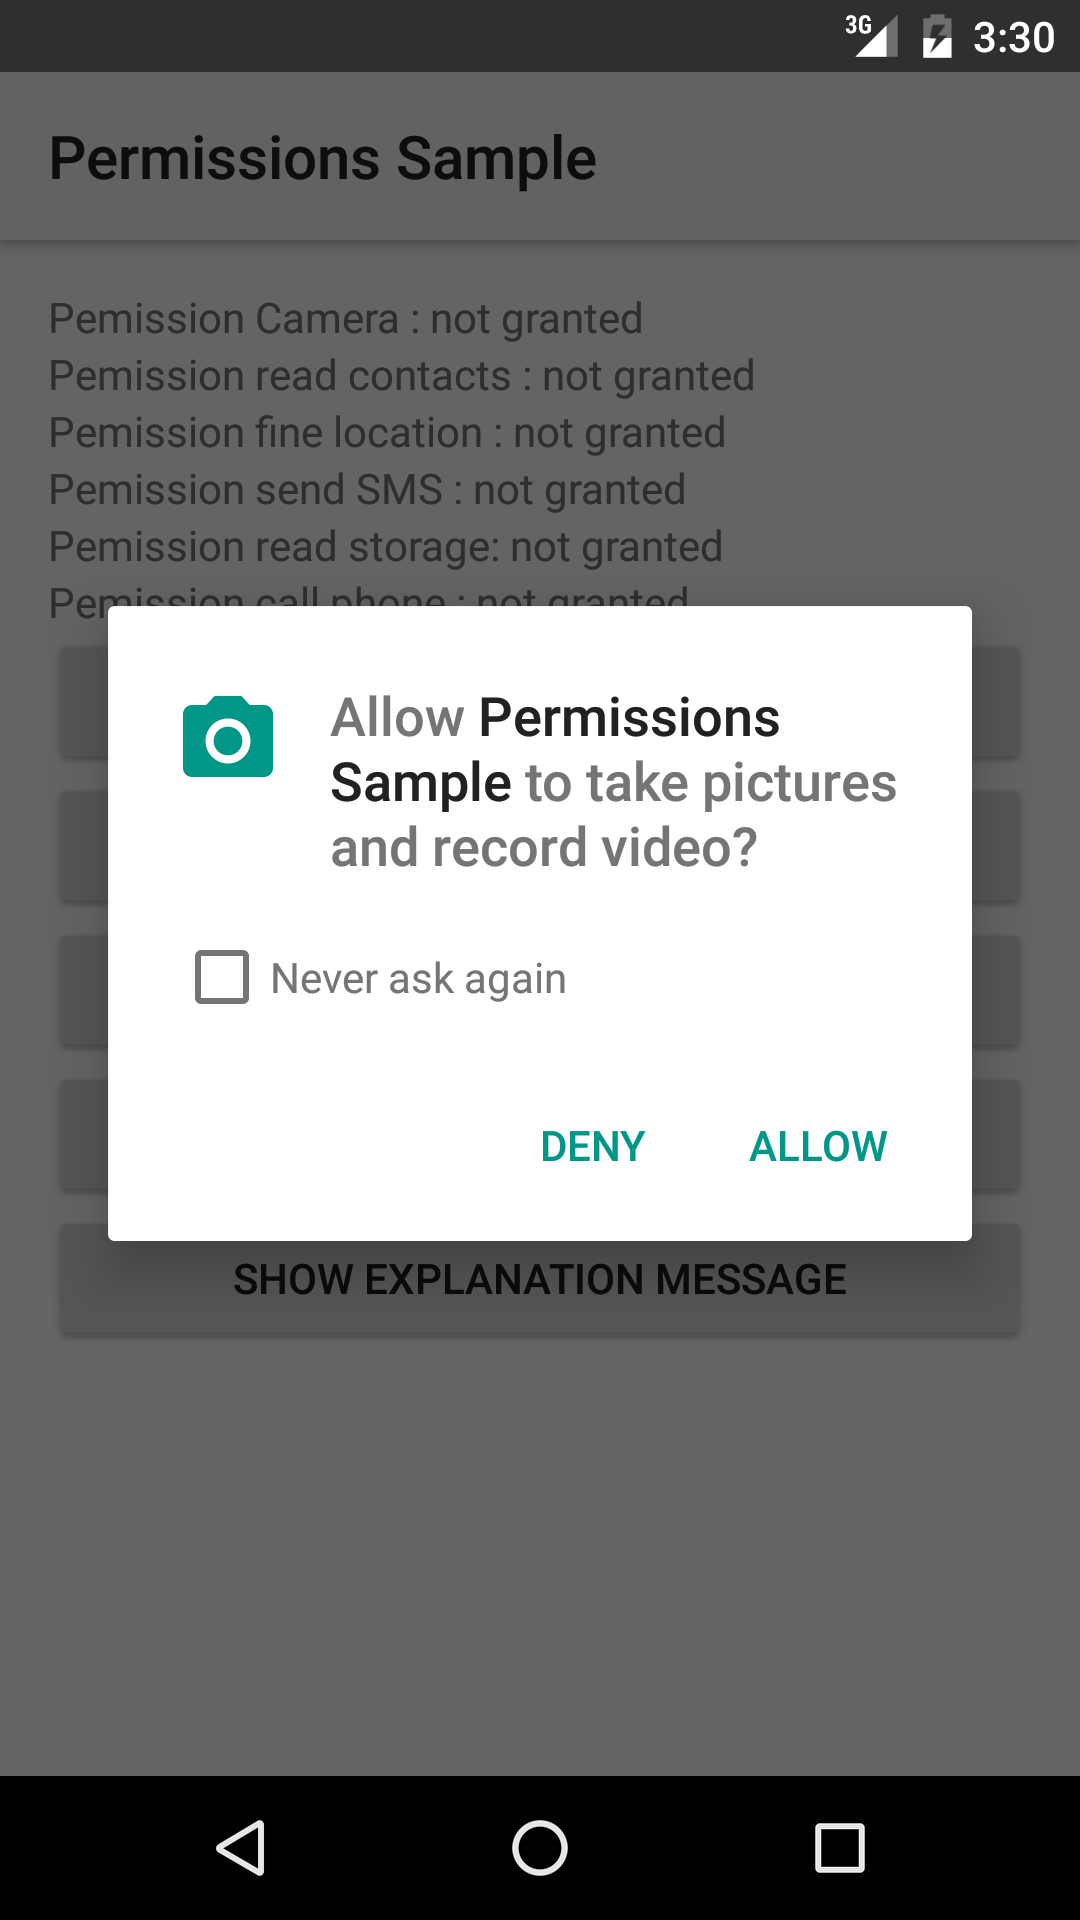 3G 3:30
Permissions Sample
Pemission Camera : not granted
Pemission read contacts : not granted
Pemission fine location : not granted
Pemission send SMS : not granted
Pemission read storage: not granted
Pemission call phone : not granted
Allow Permissions
Sample to take pictures
and record video?
Never ask again
DENY ALLOW
SHOW EXPLANATION MESSAGE